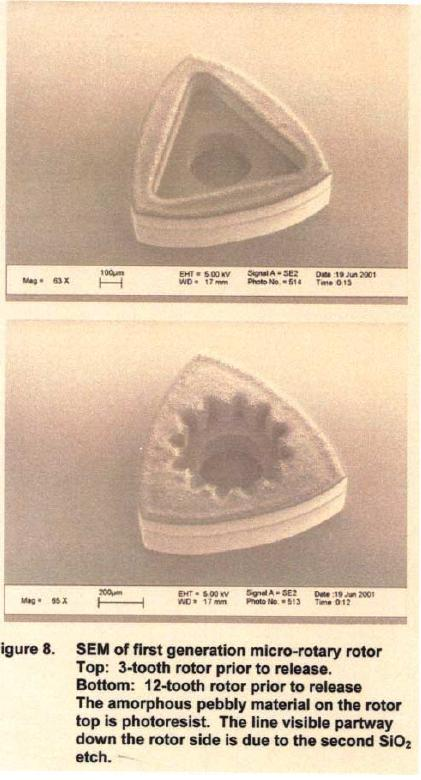 Mag = 63 X 100µm EHT = 5.00 kV Signal A = SE2 Date :19 Jun 2001
WD = 17 mm Photo No. = 514 Time :0:15
Mag = 65 X 200µm EHT = 5.00 kV Signal A = SE2 Date :19 Jun 2001
WD = 17 mm Photo No. = 513 Time :0:12
igure 8. SEM of first generation micro-rotary rotor
Top: 3-tooth rotor prior to release.
Bottom: 12-tooth rotor prior to release
The amorphous pebbly material on the rotor
top is photoresist. The line visible partway
down the rotor side is due to the second SiO₂
etch.